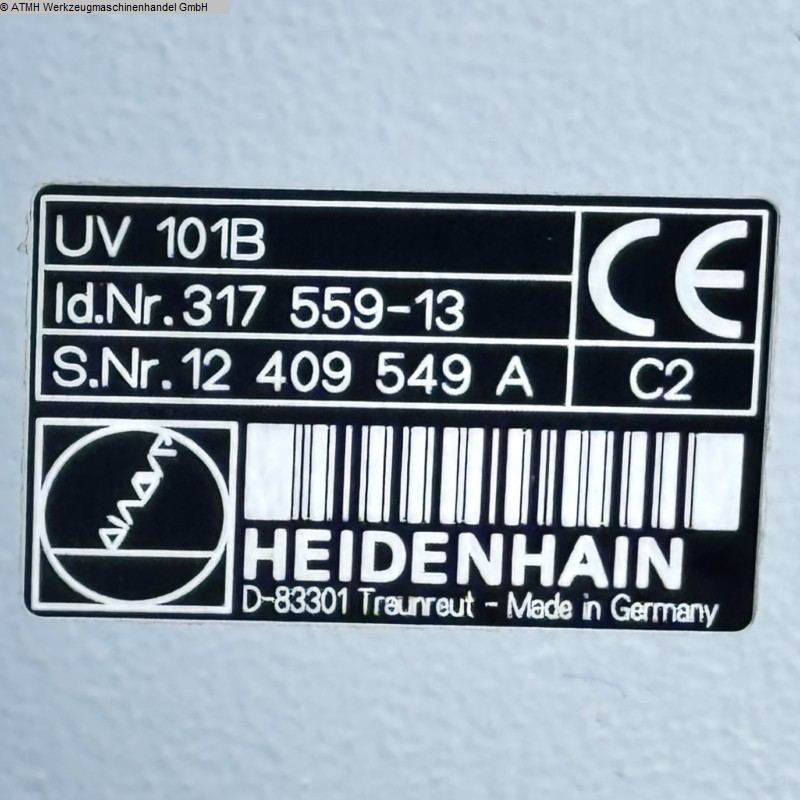 © ATMH Werkzeugmaschinenhandel GmbH
UV 101B
Id.Nr. 317 559-13
S.Nr. 12 409 549 A
CE
C2
HEIDENHAIN
D-83301 Traunreut - Made in Germany